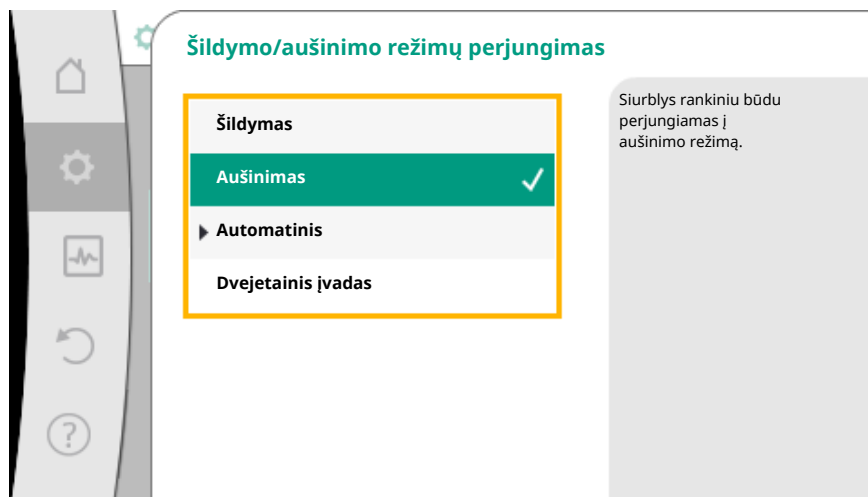 Šildymo/aušinimo režimų perjungimas
Šildymas
Aušinimas
Automatinis
Dvejetainis įvadas
Siurblys rankiniu būdu
perjungiamas į
aušinimo režimą.
?